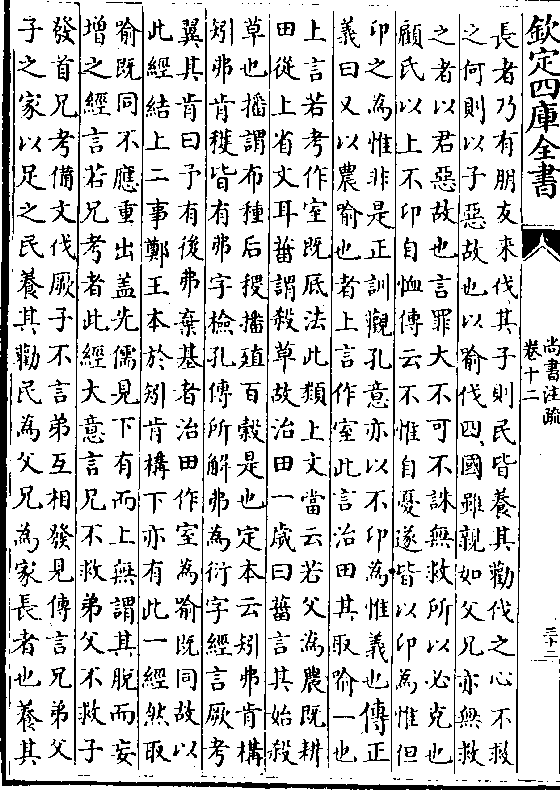 欽定四庫全書
尚書注疏
卷十二
三十二
長者乃有朋友來伐其子則民皆養其勸伐之心不救
之何則以子惡故也以喻伐四國雖親如父兄亦無救
之者以君惡故也言罪大不可不誅無救所以必克也
顧氏以上不卬自恤傳云不惟自憂遂皆以卬為惟但
卬之為惟非是正訓觀孔意亦以不卬為惟義也傳正
義曰又以農喻也者上言作室此言治田其取喻一也
上言若考作室既厎法此類上文當云若父為農既耕
田從上省文耳菑謂殺草故治田一歲曰菑言其始殺
草也播謂布種后稷播殖百穀是也定本云矧弗肯構
矧弗肯穫皆有弗字檢孔傳所解弗為衍字經言厥考
翼其肯曰予有後弗棄基者治田作室為喻既同故以
此經結上二事鄭王本於矧肯構下亦有此一經然取
喻既同不應重出盖先儒見下有而上無謂其脫而妄
增之經言若兄考者此經大意言兄不救弟父不救子
發首兄考備文伐厥子不言弟互相發見傳言兄弟父
子之家以足之民養其勸民為父兄為家長者也養其